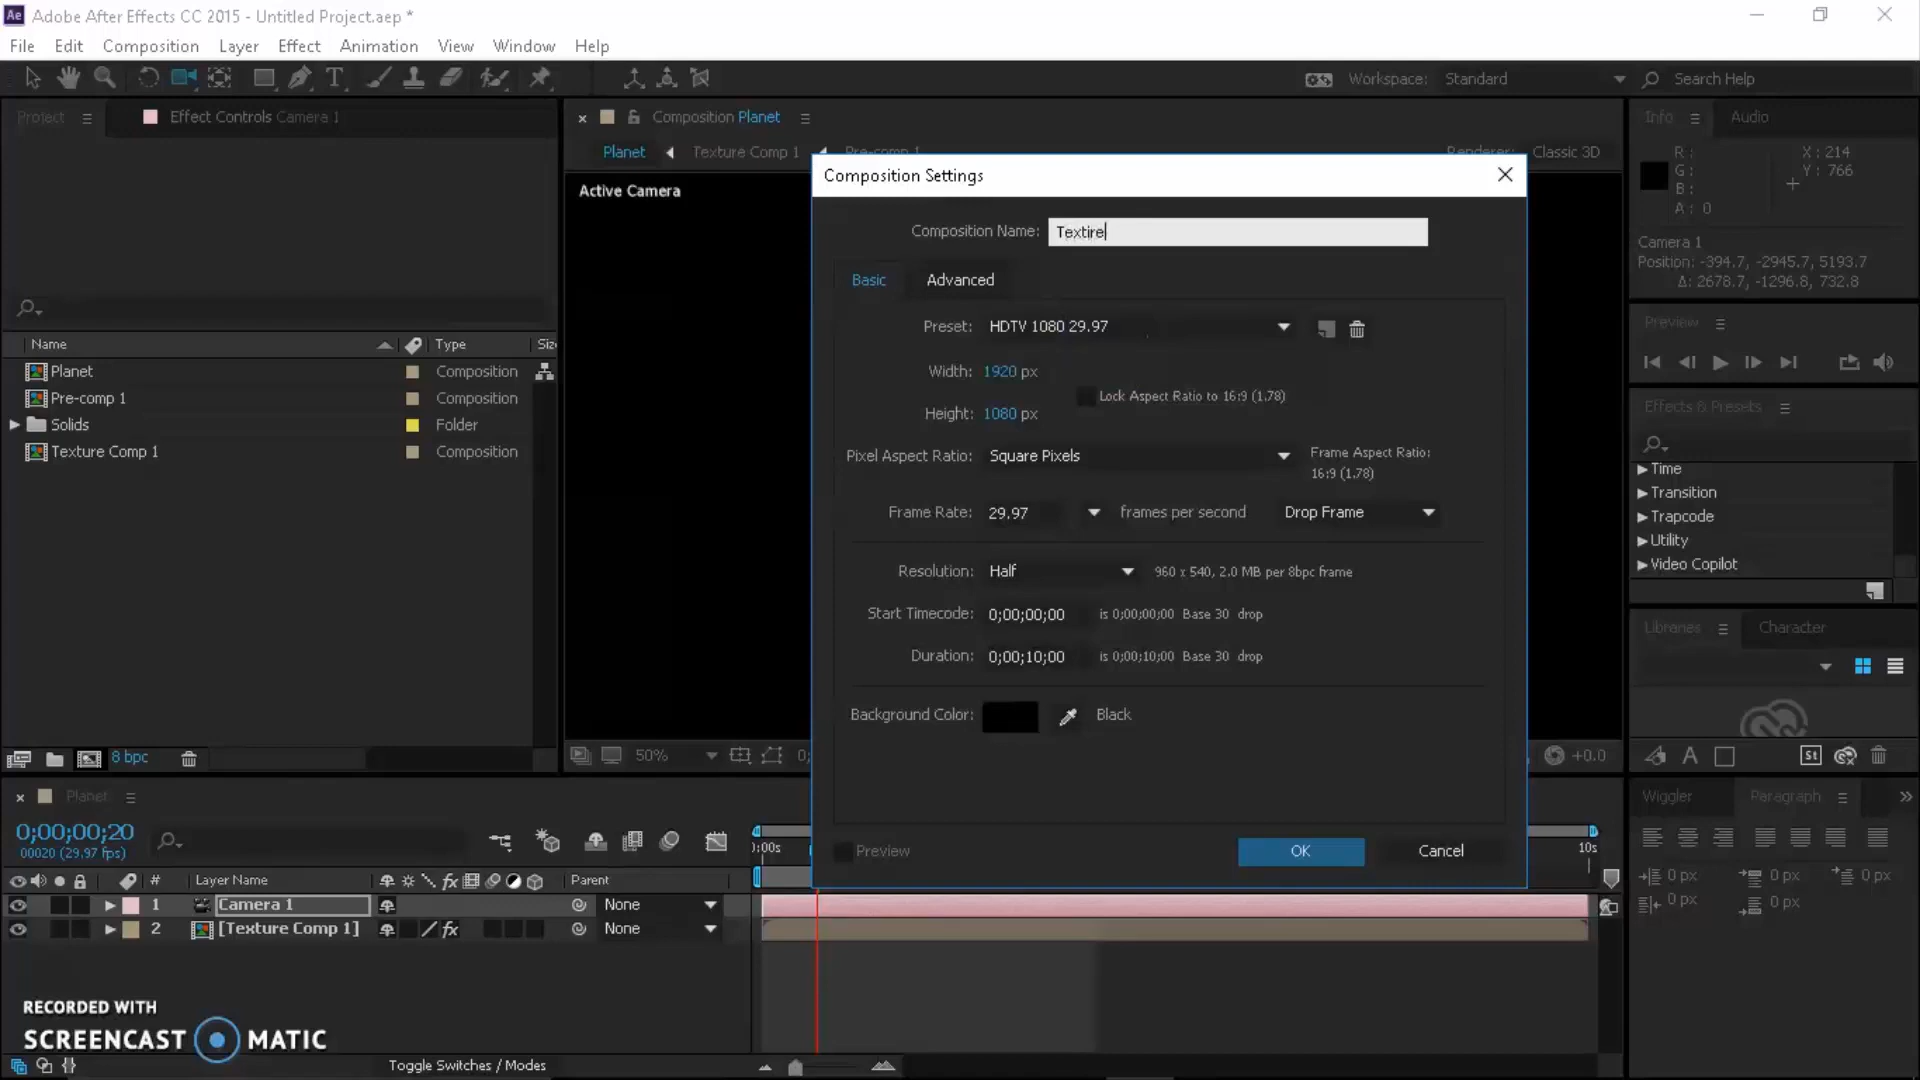 Ae Adobe After Effects CC 2015 - Untitled Project.aep *
File Edit Composition Layer Effect Animation View Window Help
T Workspace: Standard Search Help
Project Effect Controls Camera 1
Composition Planet
Info Audio
Planet Texture Comp 1 Pre-comp 1 Renderer: Classic 3D
Active Camera
R :
G :
B :
A : 0
X : 214
Y : 766
Camera 1
Position: -394.7, -2945.7, 5193.7
Δ: 2678.7, -1296.8, 732.8
Preview
Effects & Presets
Time
Transition
Trapcode
Utility
Video Copilot
Libraries Character
St
Name Type Siz
Planet Composition
Pre-comp 1 Composition
Solids Folder
Texture Comp 1 Composition
8 bpc
50%
+0.0
Composition Settings
Composition Name: Textire
Basic Advanced
Preset: HDTV 1080 29.97
Width: 1920 px
Lock Aspect Ratio to 16:9 (1.78)
Height: 1080 px
Pixel Aspect Ratio: Square Pixels
Frame Aspect Ratio:
16:9 (1.78)
Frame Rate: 29.97 frames per second Drop Frame
Resolution: Half 960 x 540, 2.0 MB per 8bpc frame
Start Timecode: 0;00;00;00 is 0;00;00;00 Base 30 drop
Duration: 0;00;10;00 is 0;00;10;00 Base 30 drop
Background Color: Black
Preview OK Cancel
Planet
0;00;00;20
00020 (29.97 fps)
):00s 10s
# Layer Name fx Parent
1 Camera 1 None
2 [Texture Comp 1] fx None
Wiggler Paragraph
0 px 0 px 0 px
0 px 0 px
RECORDED WITH
SCREENCAST MATIC
Toggle Switches / Modes